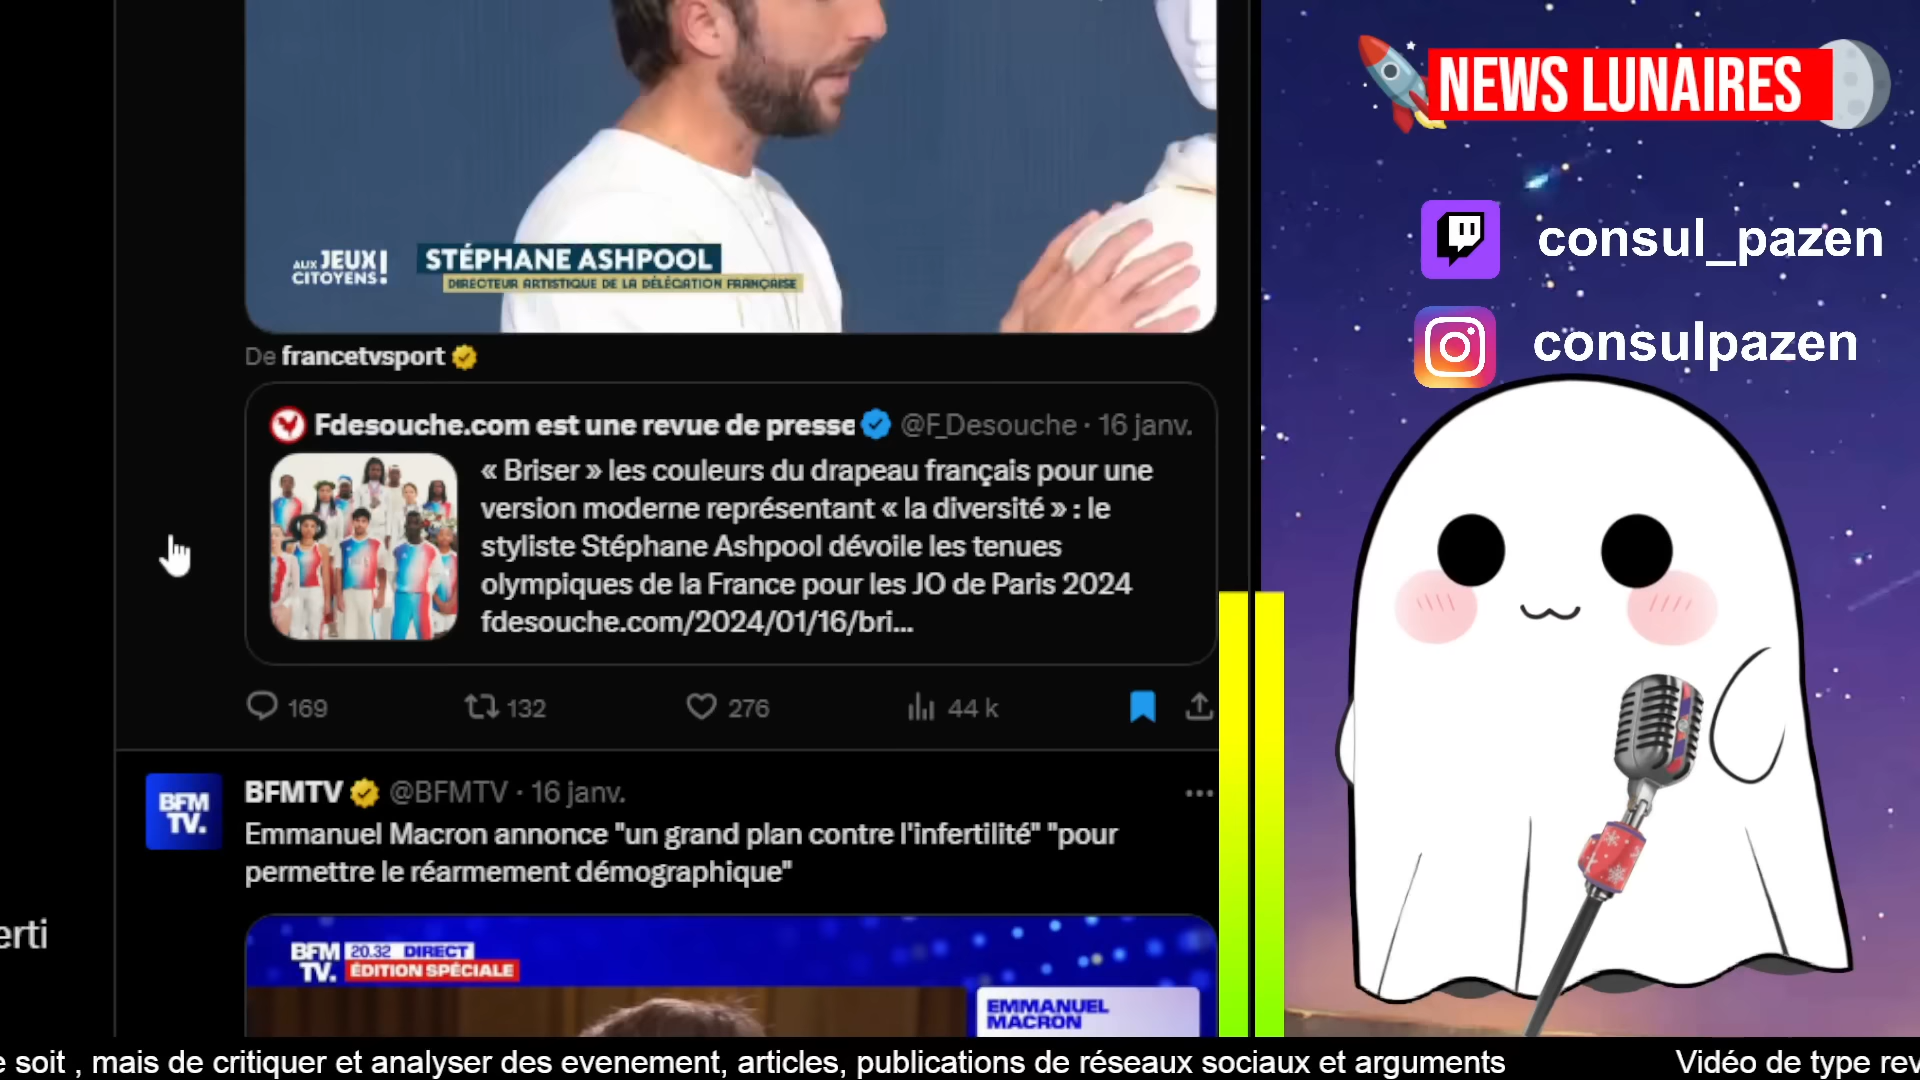 NEWS LUNAIRES
consul_pazen
consulpazen
AUX JEUX
CITOYENS!
STÉPHANE ASHPOOL
DIRECTEUR ARTISTIQUE DE LA DÉLÉGATION FRANÇAISE
De francetvsport
Fdesouche.com est une revue de presse @F_Desouche · 16 janv.
« Briser » les couleurs du drapeau français pour une
version moderne représentant « la diversité » : le
styliste Stéphane Ashpool dévoile les tenues
olympiques de la France pour les JO de Paris 2024
fdesouche.com/2024/01/16/bri...
169 132 276 44 k
BFM
TV.
BFMTV @BFMTV · 16 janv.
Emmanuel Macron annonce "un grand plan contre l'infertilité" "pour
permettre le réarmement démographique"
erti
BFM
TV.
20.32 DIRECT
ÉDITION SPÉCIALE
EMMANUEL
MACRON
e soit , mais de critiquer et analyser des evenement, articles, publications de réseaux sociaux et arguments Vidéo de type rev